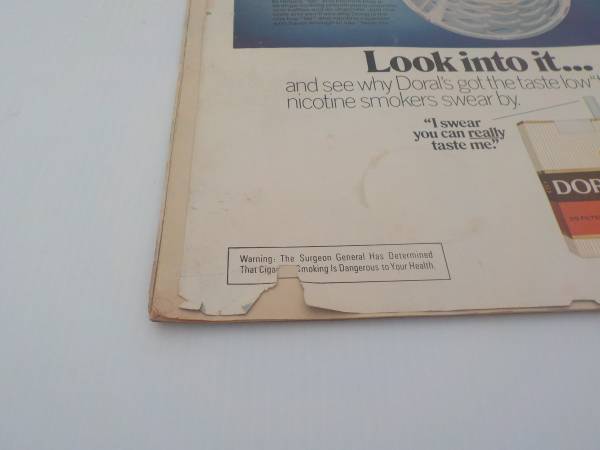 Look into it...
and see why Doral's got the taste low"
nicotine smokers swear by.
"I swear
you can really
taste me."
DOR
Warning: The Surgeon General Has Determined
That Cigar Smoking Is Dangerous to Your Health.